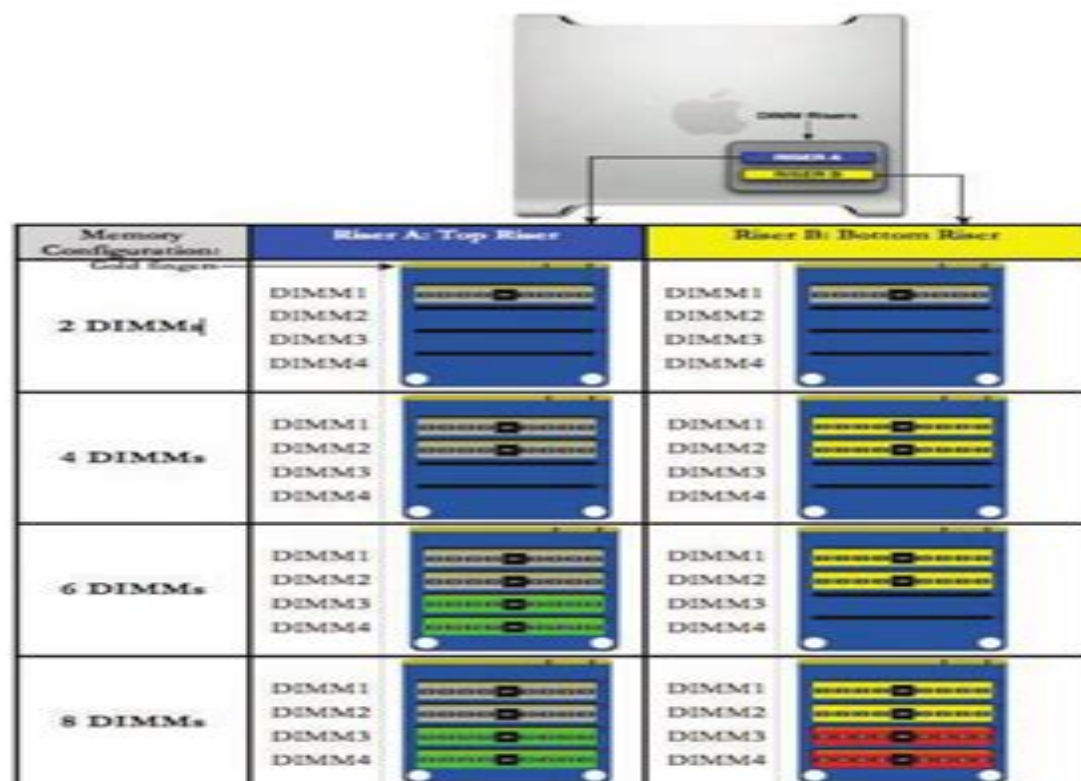 DIMM Risers
RISER A
RISER B
Memory Configuration:
Riser A: Top Riser
Riser B: Bottom Riser
Gold fingers
2 DIMMs
DIMM1
DIMM2
DIMM3
DIMM4
DIMM1
DIMM2
DIMM3
DIMM4
4 DIMMs
DIMM1
DIMM2
DIMM3
DIMM4
DIMM1
DIMM2
DIMM3
DIMM4
6 DIMMs
DIMM1
DIMM2
DIMM3
DIMM4
DIMM1
DIMM2
DIMM3
DIMM4
8 DIMMs
DIMM1
DIMM2
DIMM3
DIMM4
DIMM1
DIMM2
DIMM3
DIMM4